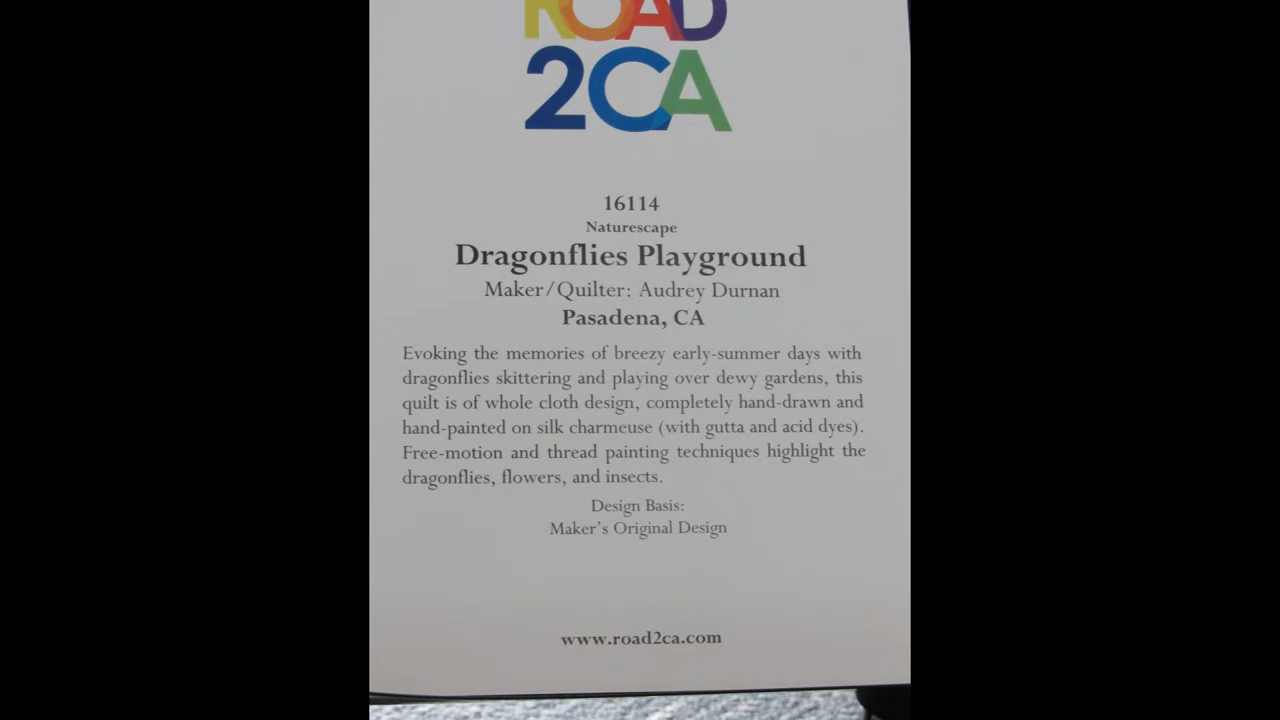 ROAD
2CA
16114
Naturescape
Dragonflies Playground
Maker/Quilter: Audrey Durnan
Pasadena, CA
Evoking the memories of breezy early-summer days with
dragonflies skittering and playing over dewy gardens, this
quilt is of whole cloth design, completely hand-drawn and
hand-painted on silk charmeuse (with gutta and acid dyes).
Free-motion and thread painting techniques highlight the
dragonflies, flowers, and insects.
Design Basis:
Maker's Original Design
www.road2ca.com